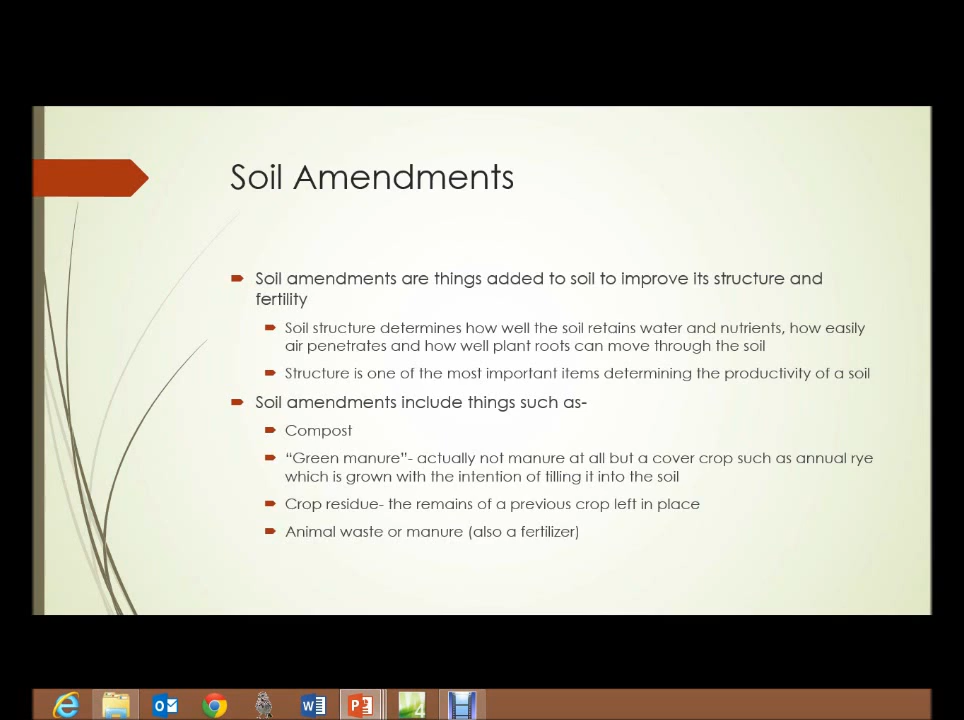 Soil Amendments
Soil amendments are things added to soil to improve its structure and
fertility
Soil structure determines how well the soil retains water and nutrients, how easily
air penetrates and how well plant roots can move through the soil
Structure is one of the most important items determining the productivity of a soil
Soil amendments include things such as-
Compost
“Green manure”- actually not manure at all but a cover crop such as annual rye
which is grown with the intention of tilling it into the soil
Crop residue- the remains of a previous crop left in place
Animal waste or manure (also a fertilizer)